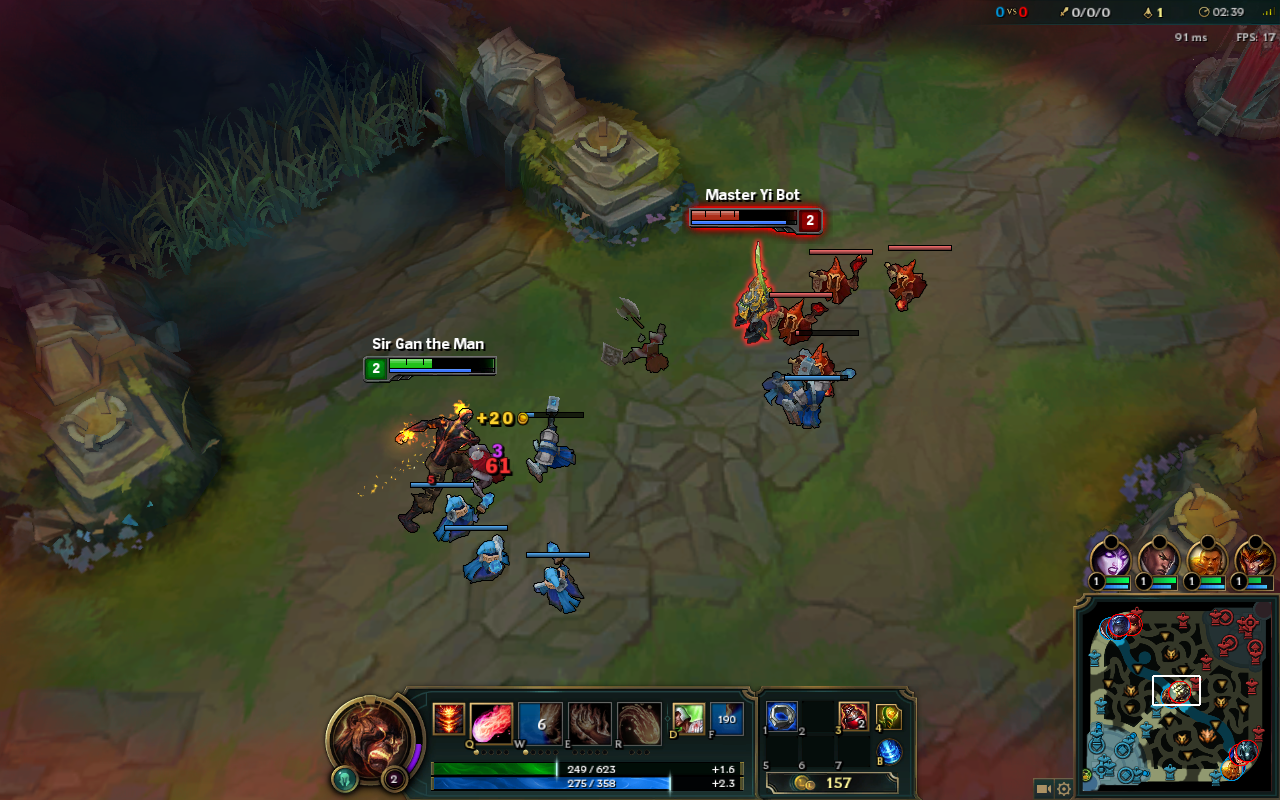 0 vs 0 0/0/0 1 02:39
91 ms FPS: 17
Master Yi Bot
2
Sir Gan the Man
2
+20
3
61
5
1 1 1 1
6 190
Q W E R D F
2
249 / 623 +1.6
275 / 358 +2.3
2
1 2 3 4
5 6 7 B
157